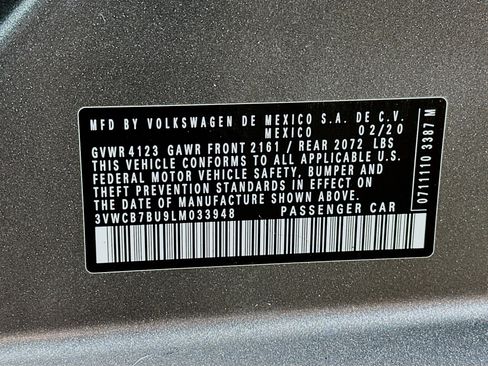 MFD BY VOLKSWAGEN DE MEXICO S.A. DE C.V.
MEXICO 02/20
GVWR 4123 GAWR FRONT 2161 / REAR 2072 LBS
THIS VEHICLE CONFORMS TO ALL APPLICABLE U.S.
FEDERAL MOTOR VEHICLE SAFETY, BUMPER AND
THEFT PREVENTION STANDARDS IN EFFECT ON THE
DATE OF MANUFACTURE SHOWN ABOVE.
3VWCB7BU9LM033948 PASSENGER CAR
0711110 3387 M